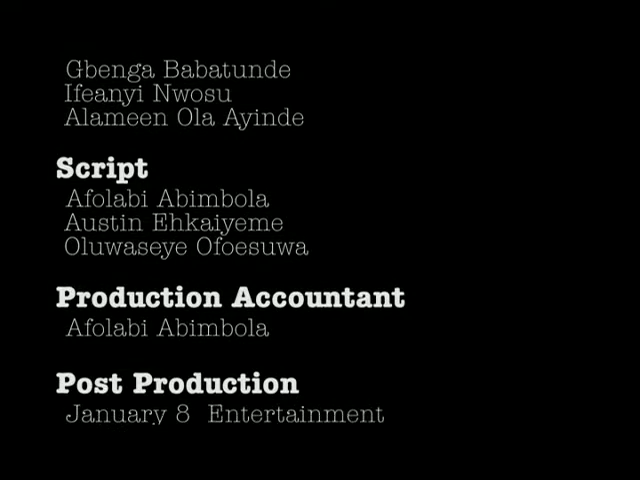 Gbenga Babatunde
Ifeanyi Nwosu
Alameen Ola Ayinde
Script
Afolabi Abimbola
Austin Ehkaiyeme
Oluwaseye Ofoesuwa
Production Accountant
Afolabi Abimbola
Post Production
January 8 Entertainment